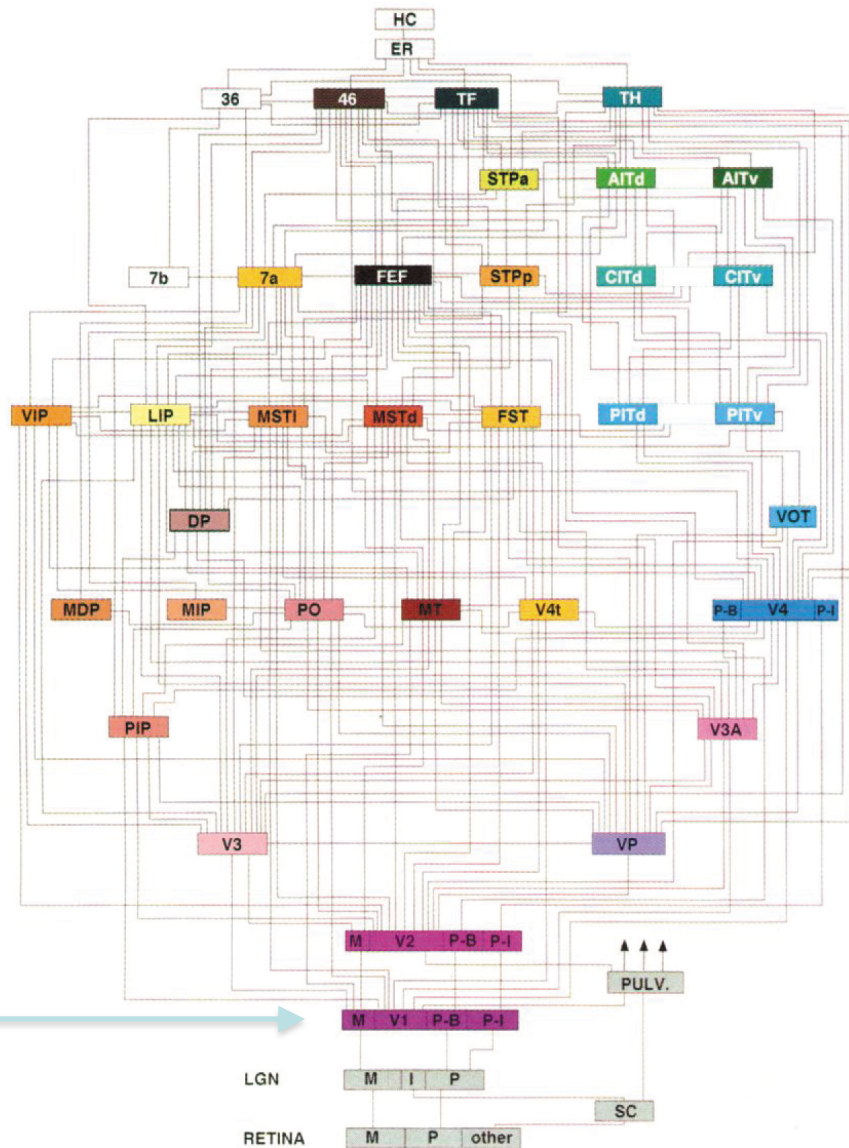 HC
ER
36 46 TF TH
STPa AITd AITv
7b 7a FEF STPp CITd CITv
VIP LIP MSTl MSTd FST PITd PITv
DP VOT
MDP MIP PO MT V4t P-B V4 P-I
PIP V3A
V3 VP
M V2 P-B P-I
PULV.
M V1 P-B P-I
LGN M I P
SC
RETINA M P other